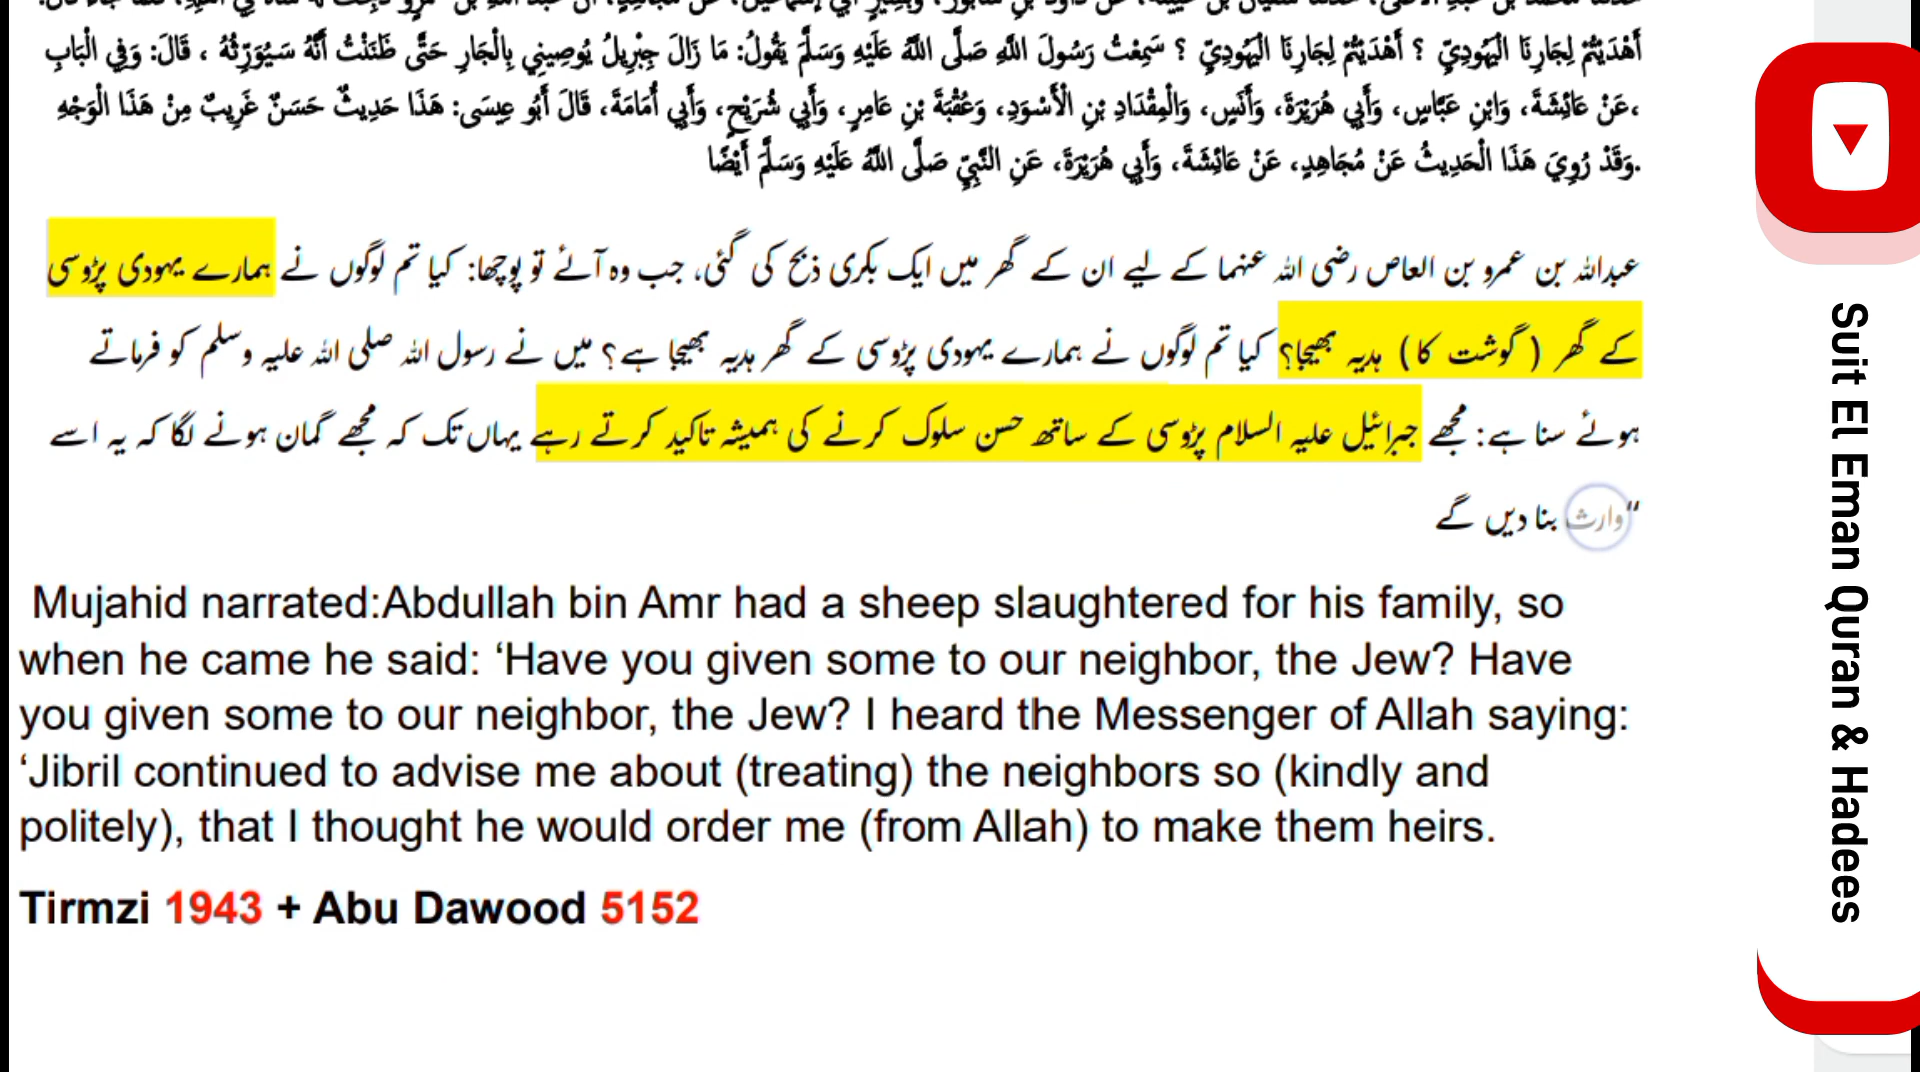 أَهْدَيْتُمْ لِجَارِنَا الْيَهُودِيِّ ؟ أَهْدَيْتُمْ لِجَارِنَا الْيَهُودِيِّ ؟ سَمِعْتُ رَسُولَ اللَّهِ صَلَّى اللَّهُ عَلَيْهِ وَسَلَّمَ يَقُولُ: مَا زَالَ جِبْرِيلُ يُوصِينِي بِالْجَارِ حَتَّى ظَنَنْتُ أَنَّهُ سَيُوَرِّثُهُ ، قَالَ: وَفِي الْبَابِ
عَنْ عَائِشَةَ، وَابْنِ عَبَّاسٍ، وَأَبِي هُرَيْرَةَ، وَأَنَسٍ، وَالْمِقْدَادِ بْنِ الْأَسْوَدِ، وَعُقْبَةَ بْنِ عَامِرٍ، وَأَبِي شُرَيْحٍ، وَأَبِي أُمَامَةَ، قَالَ أَبُو عِيسَى: هَذَا حَدِيثٌ حَسَنٌ غَرِيبٌ مِنْ هَذَا الْوَجْهِ،
وَقَدْ رُوِيَ هَذَا الْحَدِيثُ عَنْ مُجَاهِدٍ، عَنْ عَائِشَةَ، وَأَبِي هُرَيْرَةَ، عَنِ النَّبِيِّ صَلَّى اللَّهُ عَلَيْهِ وَسَلَّمَ أَيْضًا.
عبداللہ بن عمرو بن العاص رضی اللہ عنہما کے لیے ان کے گھر میں ایک بکری ذبح کی گئی، جب وہ آئے تو پوچھا: کیا تم لوگوں نے ہمارے یہودی پڑوسی
کے گھر (گوشت کا) ہدیہ بھیجا؟ کیا تم لوگوں نے ہمارے یہودی پڑوسی کے گھر ہدیہ بھیجا ہے؟ میں نے رسول اللہ صلی اللہ علیہ وسلم کو فرماتے
ہوئے سنا ہے: مجھے جبرائیل علیہ السلام پڑوسی کے ساتھ حسن سلوک کرنے کی ہمیشہ تاکید کرتے رہے یہاں تک کہ مجھے گمان ہونے لگا کہ یہ اسے
"وارث بنا دیں گے
Mujahid narrated:Abdullah bin Amr had a sheep slaughtered for his family, so
when he came he said: ‘Have you given some to our neighbor, the Jew? Have
you given some to our neighbor, the Jew? I heard the Messenger of Allah saying:
‘Jibril continued to advise me about (treating) the neighbors so (kindly and
politely), that I thought he would order me (from Allah) to make them heirs.
Tirmzi 1943 + Abu Dawood 5152
Suit El Eman Quran & Hadees